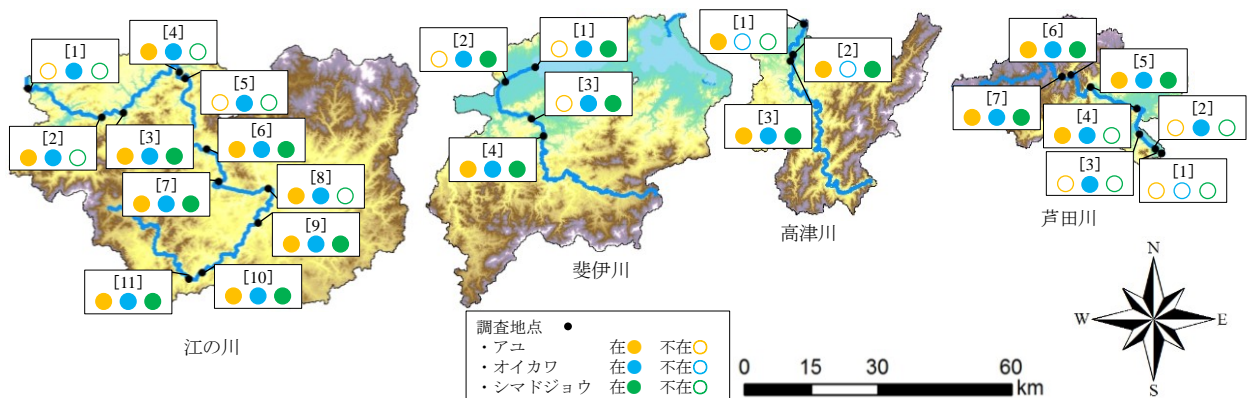 [1]
[2]
[3]
[4]
[5]
[6]
[7]
[8]
[9]
[10]
[11]
江の川
[1]
[2]
[3]
[4]
斐伊川
[1]
[2]
[3]
高津川
[6]
[5]
[7]
[4]
[2]
[3]
[1]
芦田川
調査地点 ●
・アユ 在 不在
・オイカワ 在 不在
・シマドジョウ 在 不在
0 15 30 60
km
N
W E
S